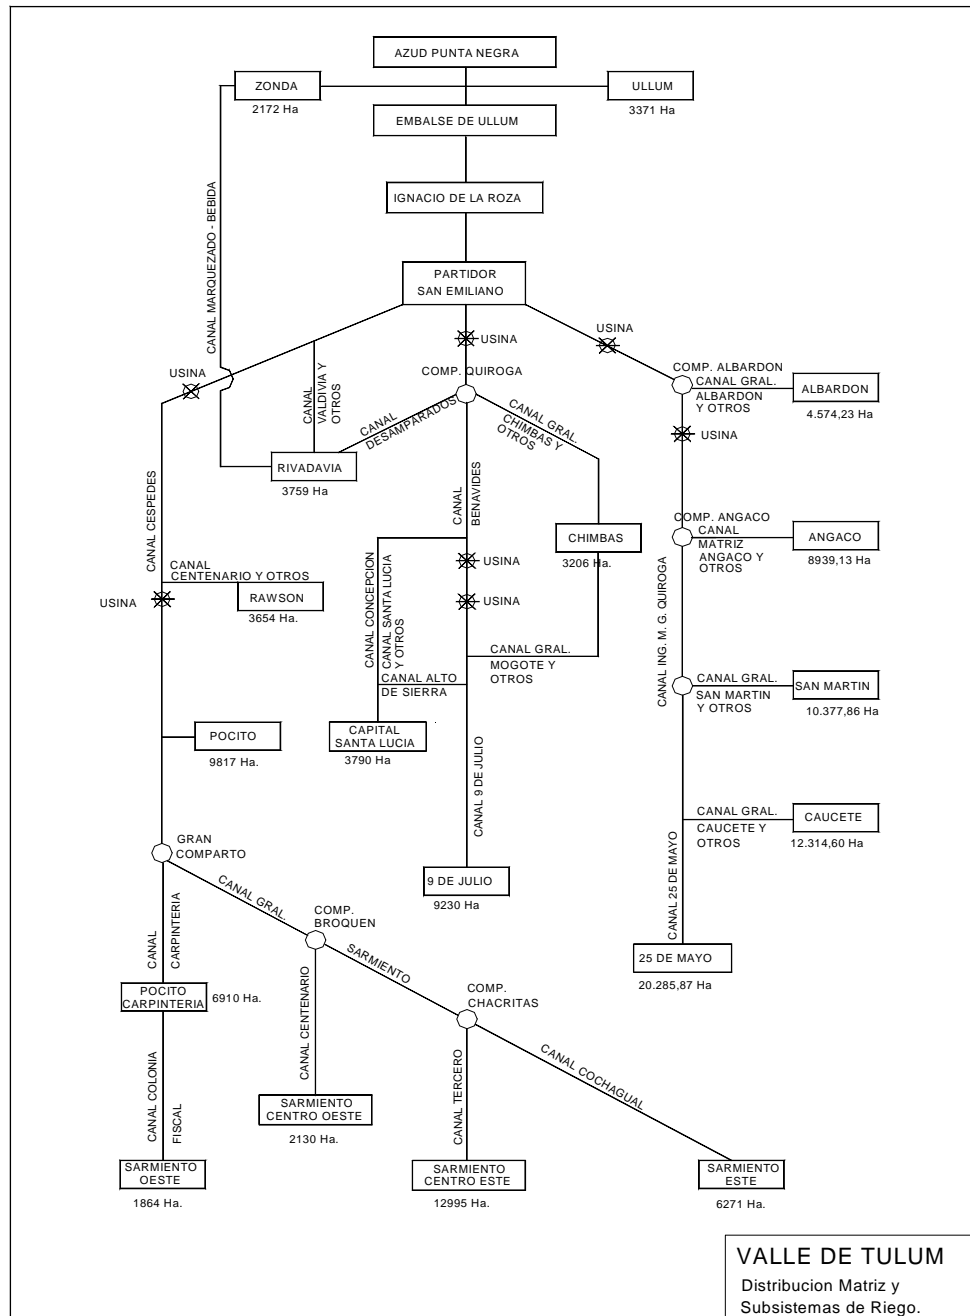 AZUD PUNTA NEGRA
ZONDA
2172 Ha
ULLUM
3371 Ha
EMBALSE DE ULLUM
IGNACIO DE LA ROZA
CANAL MARQUEZADO - BEBIDA
PARTIDOR
SAN EMILIANO
USINA
USINA
USINA
COMP. QUIROGA
COMP. ALBARDON
CANAL GRAL.
ALBARDON
Y OTROS
ALBARDON
4.574,23 Ha
CANAL
VALDIVIA Y
OTROS
CANAL
DESAMPARADOS
CANAL GRAL.
CHIMBAS Y
OTROS
USINA
RIVADAVIA
3759 Ha
CANAL CESPEDES
CANAL
BENAVIDES
COMP. ANGACO
CANAL
MATRIZ
ANGACO Y
OTROS
ANGACO
8939,13 Ha
CHIMBAS
3206 Ha.
CANAL
CENTENARIO Y OTROS
RAWSON
3654 Ha.
USINA
USINA
USINA
CANAL CONCEPCION
CANAL SANTA LUCIA
Y OTROS
CANAL ING. M. G. QUIROGA
CANAL GRAL.
MOGOTE Y
OTROS
CANAL ALTO
DE SIERRA
CANAL GRAL.
SAN MARTIN
Y OTROS
SAN MARTIN
10.377,86 Ha
POCITO
9817 Ha.
CAPITAL
SANTA LUCIA
3790 Ha
CANAL 9 DE JULIO
CANAL GRAL.
CAUCETE Y
OTROS
CAUCETE
12.314,60 Ha
GRAN
COMPARTO
9 DE JULIO
9230 Ha
CANAL 25 DE MAYO
25 DE MAYO
20.285,87 Ha
CANAL
CARPINTERIA
CANAL GRAL.
COMP.
BROQUEN
SARMIENTO
POCITO
CARPINTERIA
6910 Ha.
COMP.
CHACRITAS
CANAL CENTENARIO
CANAL COLONIA
FISCAL
CANAL TERCERO
CANAL COCHAGUAL
SARMIENTO
CENTRO OESTE
2130 Ha.
SARMIENTO
OESTE
1864 Ha.
SARMIENTO
CENTRO ESTE
12995 Ha.
SARMIENTO
ESTE
6271 Ha.
VALLE DE TULUM
Distribucion Matriz y
Subsistemas de Riego.